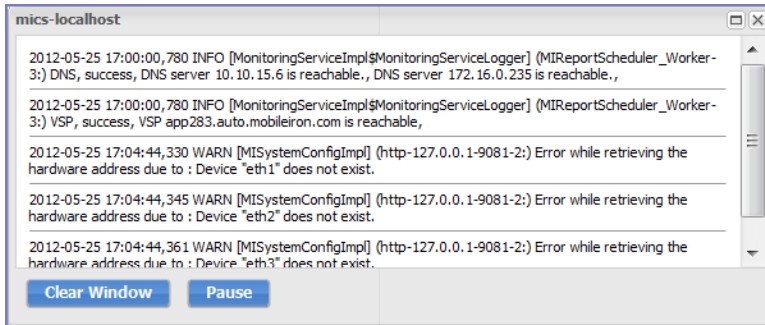 mics-localhost
2012-05-25 17:00:00,780 INFO [MonitoringServiceImpl$MonitoringServiceLogger] (MIReportScheduler_Worker-
3:) DNS, success, DNS server 10.10.15.6 is reachable., DNS server 172.16.0.235 is reachable.,
2012-05-25 17:00:00,780 INFO [MonitoringServiceImpl$MonitoringServiceLogger] (MIReportScheduler_Worker-
3:) VSP, success, VSP app283.auto.mobileiron.com is reachable,
2012-05-25 17:04:44,330 WARN [MISystemConfigImpl] (http-127.0.0.1-9081-2:) Error while retrieving the
hardware address due to : Device "eth1" does not exist.
2012-05-25 17:04:44,345 WARN [MISystemConfigImpl] (http-127.0.0.1-9081-2:) Error while retrieving the
hardware address due to : Device "eth2" does not exist.
2012-05-25 17:04:44,361 WARN [MISystemConfigImpl] (http-127.0.0.1-9081-2:) Error while retrieving the
hardware address due to : Device "eth3" does not exist.
Clear Window Pause